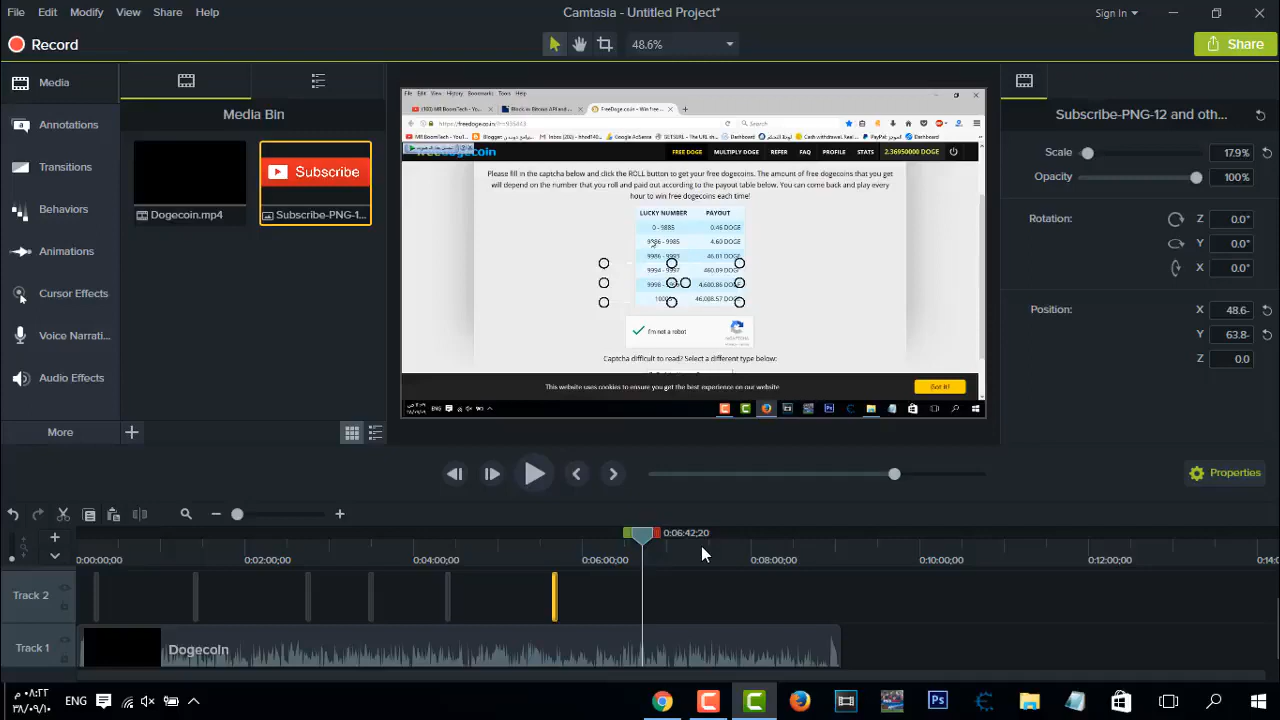 File Edit Modify View Share Help
Camtasia - Untitled Project*
Sign In
Record
48.6%
Share
Media
Annotations
Transitions
Behaviors
Animations
Cursor Effects
Audio Effects
More
Media Bin
Dogecoin.mp4
Subscribe
Subscribe-PNG-1...
File Edit View History Bookmarks Tools Help
FREE DOGE MULTIPLY DOGE REFER FAQ PROFILE STATS 2.36950000 DOGE
Please fill in the captcha below and click the ROLL button to get your free dogecoins. The amount of free dogecoins that you get
will depend on the number that you roll and paid out according to the payout table below. You can come back and play every
hour to win free dogecoins each time!
LUCKY NUMBER PAYOUT
0 - 9885 0.46 DOGE
9886 - 9985 4.60 DOGE
9986 - 9993 46.01 DOGE
9994 - 9997 460.09 DOGE
4,600.86 DOGE
46,008.57 DOGE
I'm not a robot
Captcha difficult to read? Select a different type below:
This website uses cookies to ensure you get the best experience on our website
Got it!
Subscribe-PNG-12 and oth...
Scale 17.9%
Opacity 100%
Rotation: Z 0.0°
Y 0.0°
X 0.0°
Position: X 48.6-
Y 63.8-
Z 0.0
Properties
0:06:42;20
0:00:00;00 0:02:00;00 0:04:00;00 0:06:00;00 0:08:00;00 0:10:00;00 0:12:00;00
Track 2
Track 1
Dogecoin
ENG